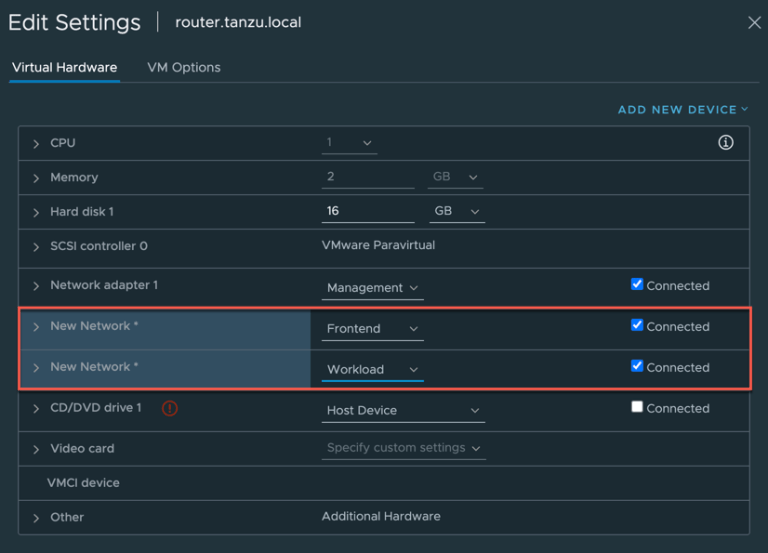 Edit Settings | router.tanzu.local
Virtual Hardware VM Options
ADD NEW DEVICE
CPU 1
Memory 2 GB
Hard disk 1 16 GB
SCSI controller 0 VMware Paravirtual
Network adapter 1 Management Connected
New Network * Frontend Connected
New Network * Workload Connected
CD/DVD drive 1 Host Device Connected
Video card Specify custom settings
VMCI device
Other Additional Hardware